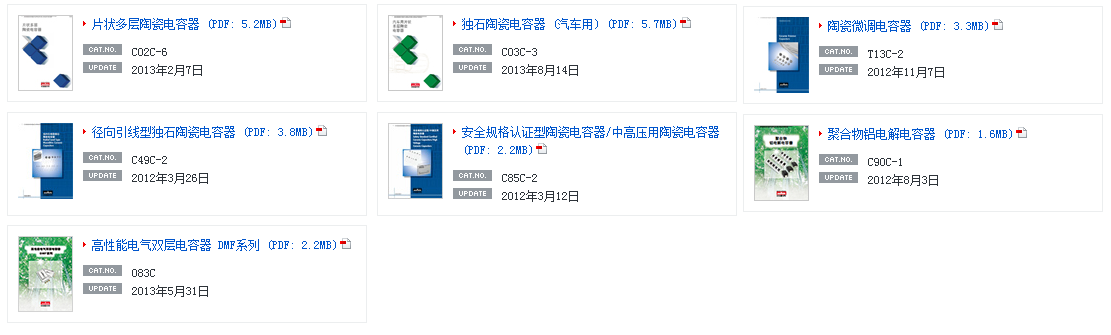 片状多层陶瓷电容器 (PDF: 5.2MB)
CAT.NO. C02C-6
UPDATE 2013年2月7日
独石陶瓷电容器 (汽车用) (PDF: 5.7MB)
CAT.NO. C03C-3
UPDATE 2013年8月14日
陶瓷微调电容器 (PDF: 3.3MB)
CAT.NO. T13C-2
UPDATE 2012年11月7日
径向引线型独石陶瓷电容器 (PDF: 3.8MB)
CAT.NO. C49C-2
UPDATE 2012年3月26日
安全规格认证型陶瓷电容器/中高压用陶瓷电容器
(PDF: 2.2MB)
CAT.NO. C85C-2
UPDATE 2012年3月12日
聚合物铝电解电容器 (PDF: 1.6MB)
CAT.NO. C90C-1
UPDATE 2012年8月3日
高性能电气双层电容器 DMF系列 (PDF: 2.2MB)
CAT.NO. O83C
UPDATE 2013年5月31日